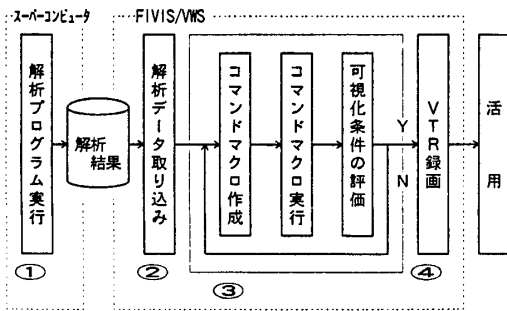 スーパーコンピュータ
FIVIS/VWS
解析プログラム実行
解析結果
解析データ取り込み
コマンドマクロ作成
コマンドマクロ実行
可視化条件の評価
Y
N
VTR録画
活用
①
②
③
④